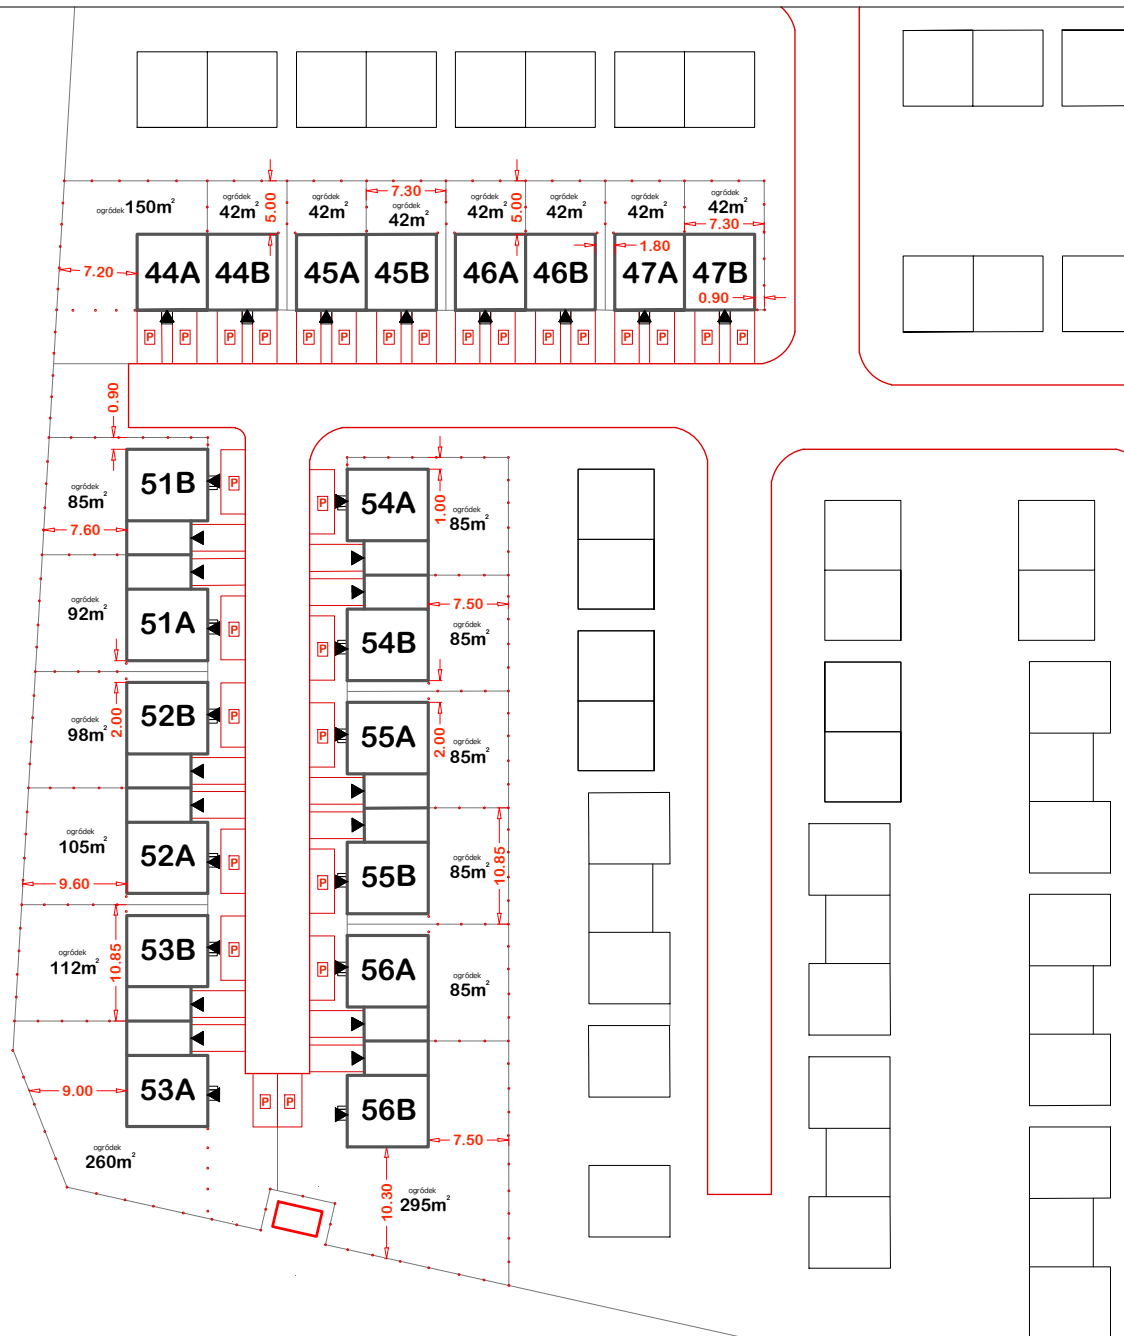 ogródek 150m²
ogródek
42m²
5.00
ogródek
42m²
7.30
ogródek
42m²
ogródek
42m²
5.00
ogródek
42m²
ogródek
42m²
ogródek
42m²
7.30
7.20
44A
44B
45A
45B
46A
46B
1.80
47A
47B
0.90
P P P P P P P P P P P P P P P P
0.90
ogródek
85m²
7.60
51B
P
ogródek
92m²
51A
P
2.00
ogródek
98m²
52B
P
ogródek
105m²
9.60
52A
P
ogródek
112m²
10.85
53B
P
9.00
53A
ogródek
260m²
P P
P
54A
1.00
ogródek
85m²
7.50
P
54B
ogródek
85m²
P
55A
2.00
ogródek
85m²
P
55B
ogródek
85m²
10.85
P
56A
ogródek
85m²
56B
7.50
10.30
ogródek
295m²